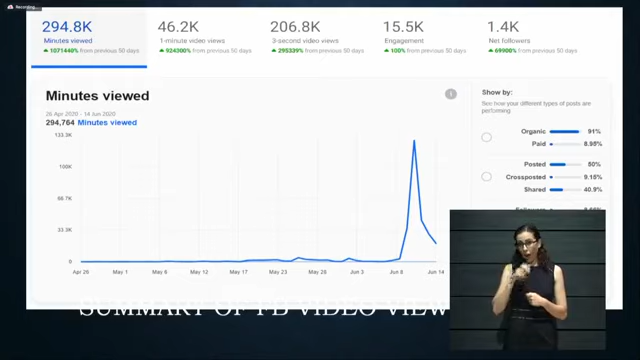 Recording...
294.8K
Minutes viewed
1071440% from previous 50 days
46.2K
1-minute video views
924300% from previous 50 days
206.8K
3-second video views
295339% from previous 50 days
15.5K
Engagement
100% from previous 50 days
1.4K
Net followers
69900% from previous 50 days
Minutes viewed
26 Apr 2020 - 14 Jun 2020
294,764 Minutes viewed
133.3K
100K
66.7K
33.3K
0
Apr 26
May 1
May 6
May 12
May 17
May 23
May 28
Jun 3
Jun 8
Jun 14
Show by:
See how your different types of posts are
performing
Organic 91%
Paid 8.95%
Posted 50%
Crossposted 9.15%
Shared 40.9%
SUMMARY OF FB VIDEO VIEW